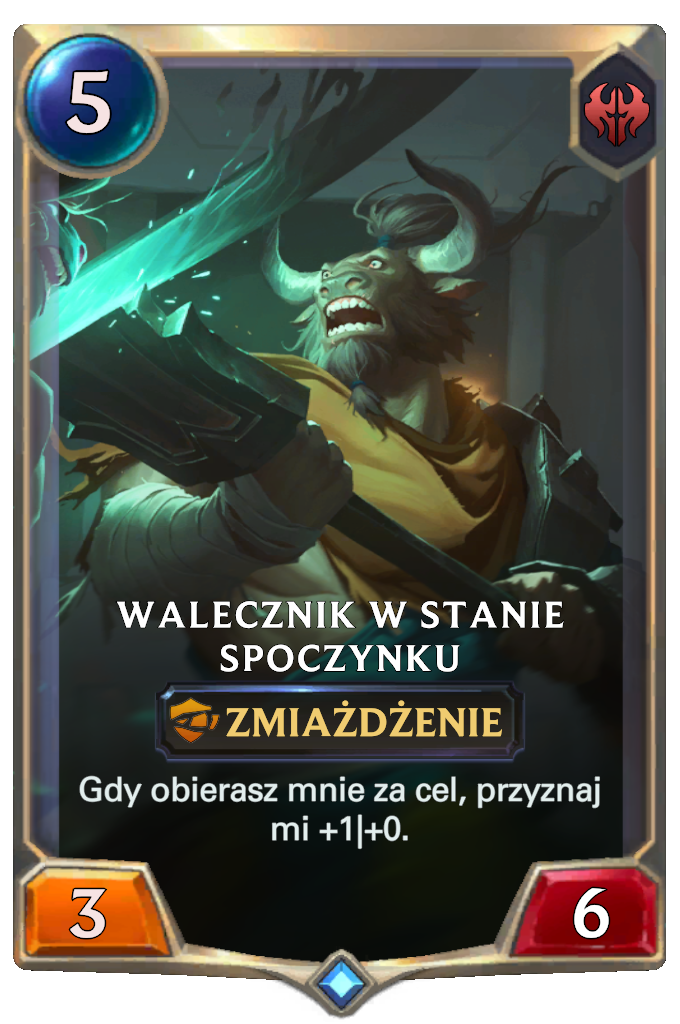 5
WALECZNIK W STANIE
SPOCZYNKU
ZMIAŻDŻENIE
Gdy obierasz mnie za cel, przyznaj
mi +1|+0.
3
6